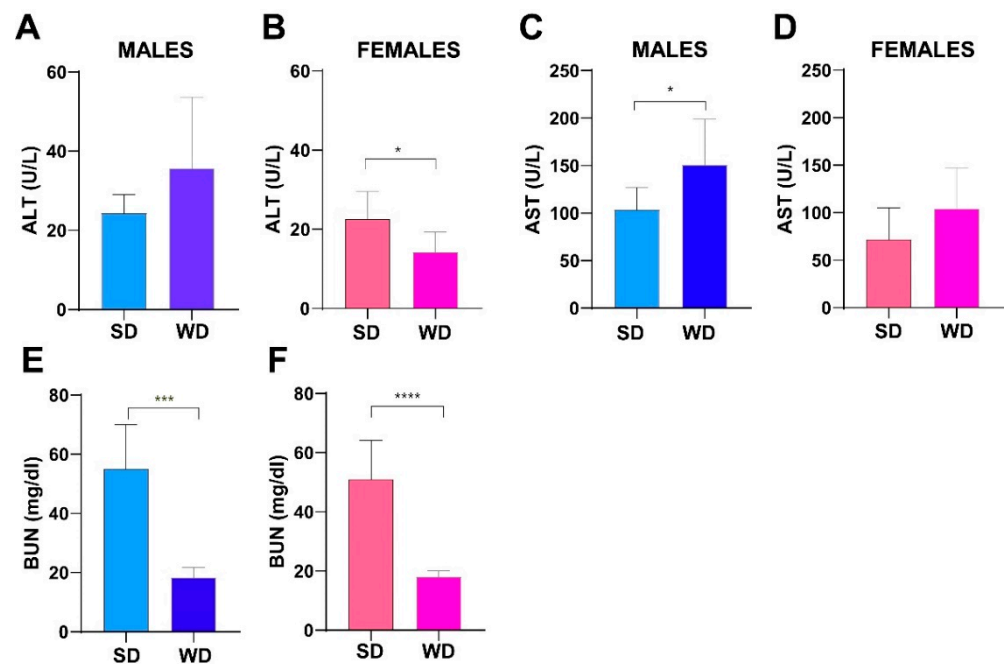 A
MALES
ALT (U/L)
60
40
20
0
SD WD
B
FEMALES
ALT (U/L)
60
40
20
0
*
SD WD
C
MALES
AST (U/L)
250
200
150
100
50
0
*
SD WD
D
FEMALES
AST (U/L)
250
200
150
100
50
0
SD WD
E
BUN (mg/dl)
80
60
40
20
0
***
SD WD
F
BUN (mg/dl)
80
60
40
20
0
****
SD WD